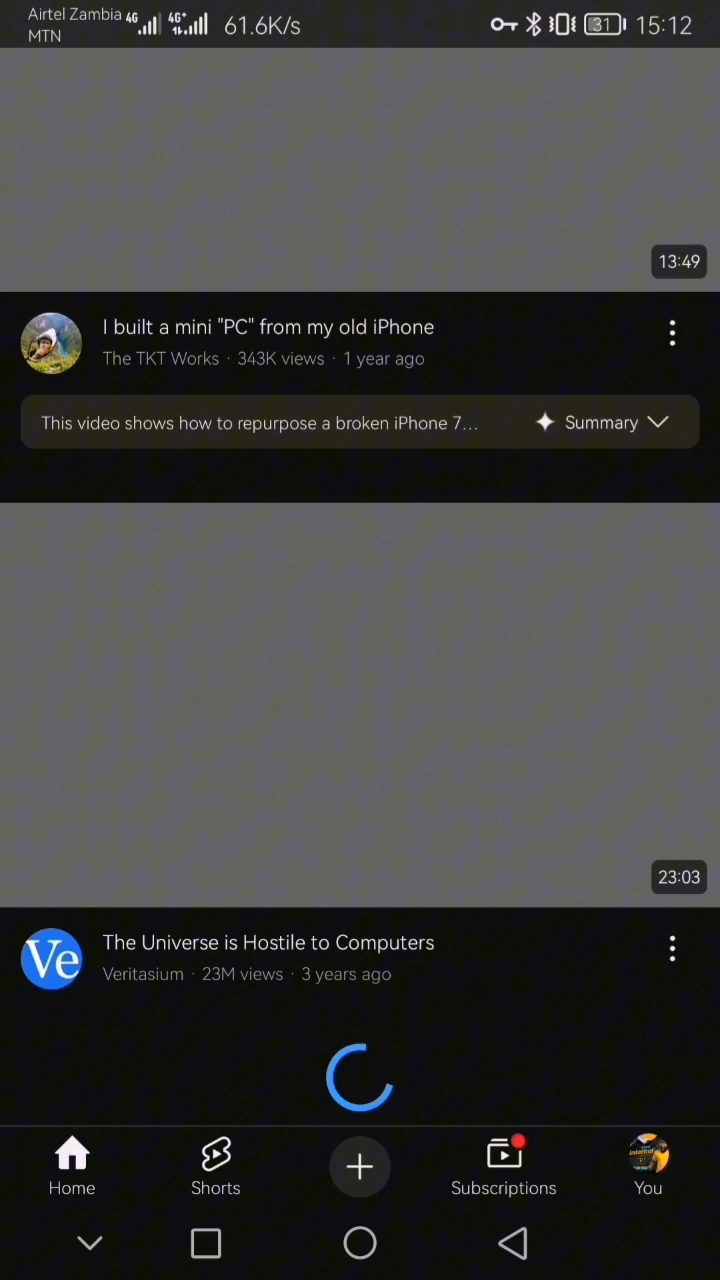 Airtel Zambia 4G 4G+ 61.6K/s 31 15:12
MTN
13:49
I built a mini "PC" from my old iPhone
The TKT Works · 343K views · 1 year ago
This video shows how to repurpose a broken iPhone 7... Summary
23:03
Ve
The Universe is Hostile to Computers
Veritasium · 23M views · 3 years ago
Home Shorts Subscriptions You